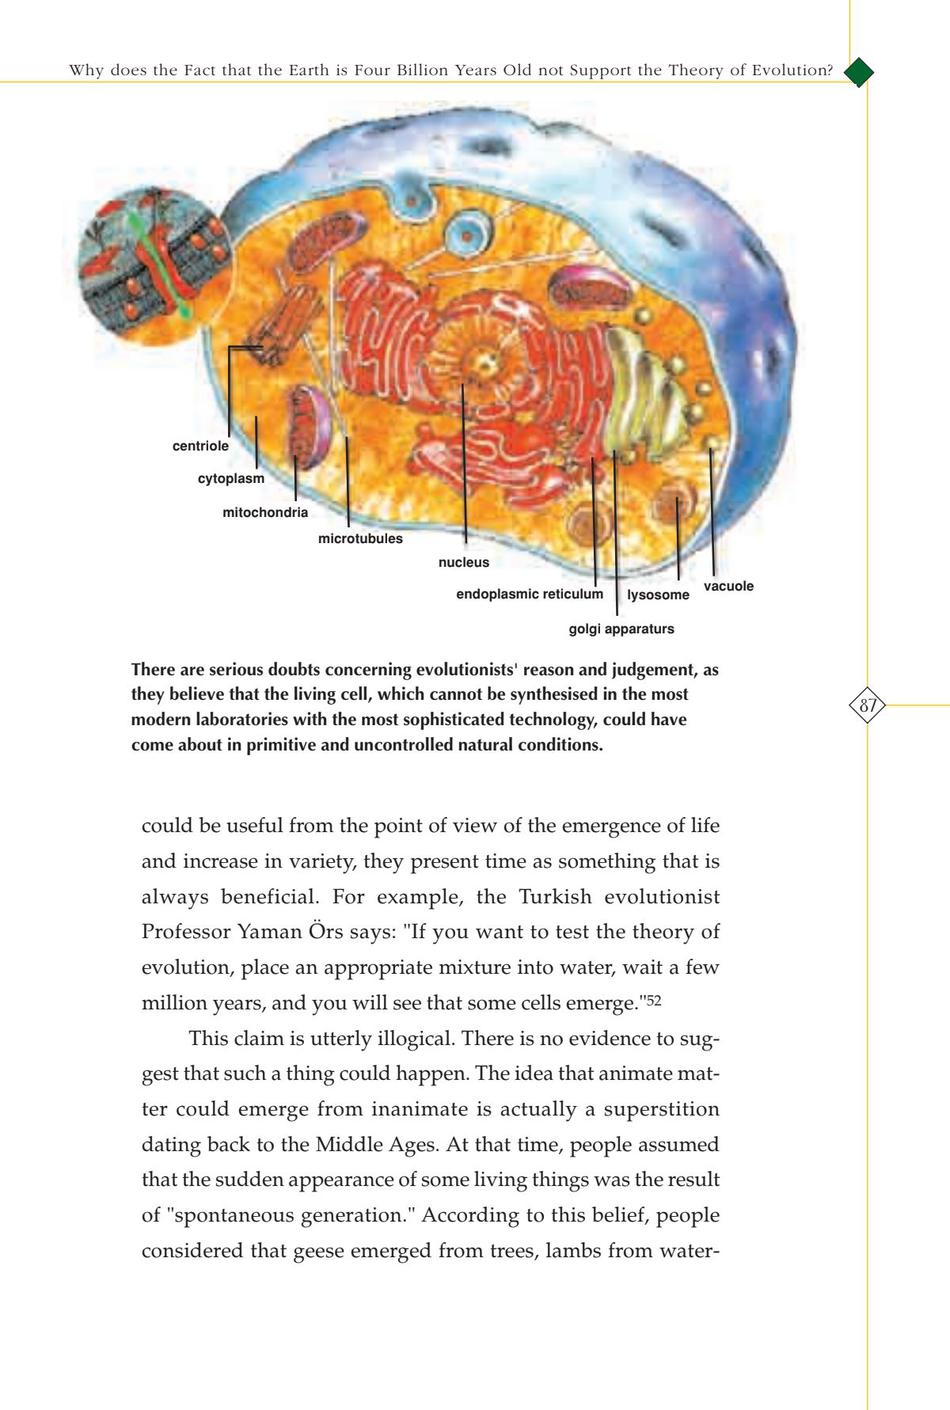 Why does the Fact that the Earth is Four Billion Years Old not Support the Theory of Evolution?
centriole
cytoplasm
mitochondria
microtubules
nucleus
endoplasmic reticulum
lysosome
vacuole
golgi apparaturs
There are serious doubts concerning evolutionists' reason and judgement, as
they believe that the living cell, which cannot be synthesised in the most
modern laboratories with the most sophisticated technology, could have
come about in primitive and uncontrolled natural conditions.
87
could be useful from the point of view of the emergence of life
and increase in variety, they present time as something that is
always beneficial. For example, the Turkish evolutionist
Professor Yaman Örs says: "If you want to test the theory of
evolution, place an appropriate mixture into water, wait a few
million years, and you will see that some cells emerge."52
This claim is utterly illogical. There is no evidence to sug-
gest that such a thing could happen. The idea that animate mat-
ter could emerge from inanimate is actually a superstition
dating back to the Middle Ages. At that time, people assumed
that the sudden appearance of some living things was the result
of "spontaneous generation." According to this belief, people
considered that geese emerged from trees, lambs from water-